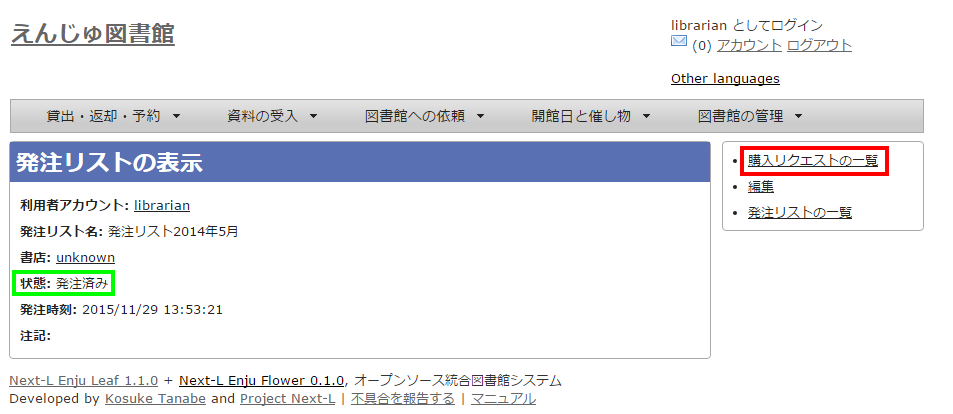 えんじゅ図書館
librarian としてログイン
(0) アカウント ログアウト
Other languages
貸出・返却・予約 ▼ 資料の受入 ▼ 図書館への依頼 ▼ 開館日と催し物 ▼ 図書館の管理 ▼
発注リストの表示
利用者アカウント: librarian
発注リスト名: 発注リスト2014年5月
書店: unknown
状態: 発注済み
発注時刻: 2015/11/29 13:53:21
注記:
• 購入リクエストの一覧
• 編集
• 発注リストの一覧
Next-L Enju Leaf 1.1.0 + Next-L Enju Flower 0.1.0, オープンソース統合図書館システム
Developed by Kosuke Tanabe and Project Next-L | 不具合を報告する | マニュアル